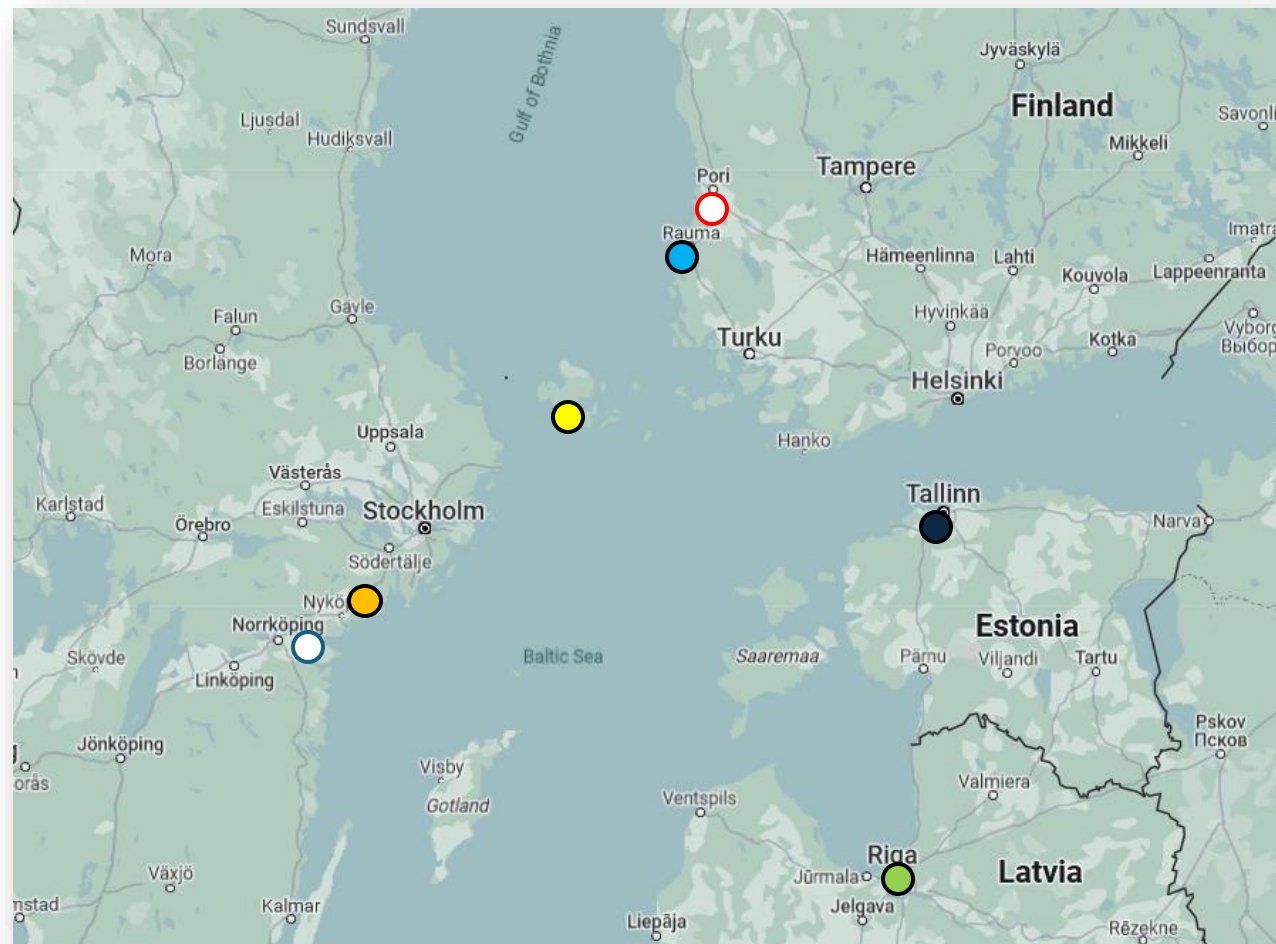 Sundsvall
Jyväskylä
Gulf of Bothnia
Finland
Ljusdal
Hudiksvall
Savonli
Mikkeli
Tampere
Pori
Rauma
Imatra
Mora
Hämeenlinna
Lahti
Kouvola
Lappeenranta
Gävle
Falun
Hyvinkää
Turku
Porvoo
Kotka
Vyborg
Выборг
Borlänge
Helsinki
Uppsala
Hanko
Västerås
Tallinn
Karlstad
Eskilstuna
Stockholm
Örebro
Narva
Södertälje
Nykö
Norrköping
Estonia
Skövde
Linköping
Baltic Sea
Saaremaa
Pärnu
Viljandi
Tartu
Pskov
Псков
Jönköping
Visby
Gotland
orås
Valmiera
Ventspils
Riga
Växjö
Jūrmala
Latvia
mstad
Kalmar
Jelgava
Liepāja
Rēzekne